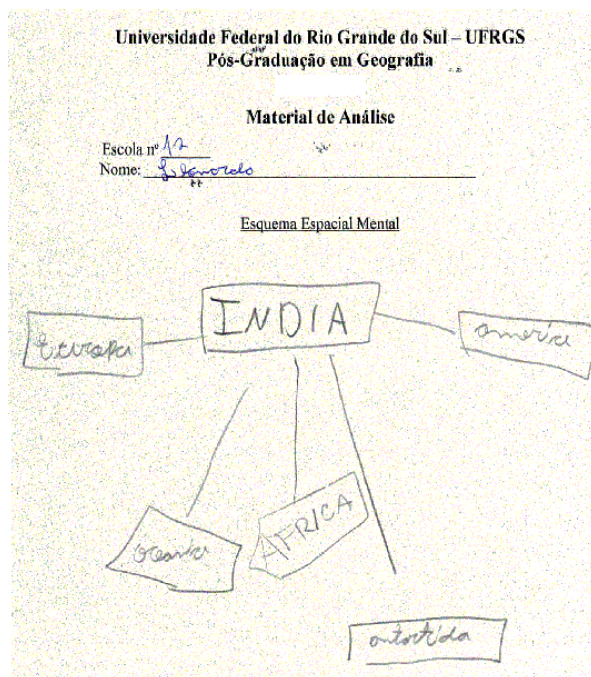 Universidade Federal do Rio Grande do Sul – UFRGS
Pós-Graduação em Geografia
Material de Análise
Escola nº 12
Nome:
Esquema Espacial Mental
INDIA
Europa
america
oceania
AFRICA
antartida